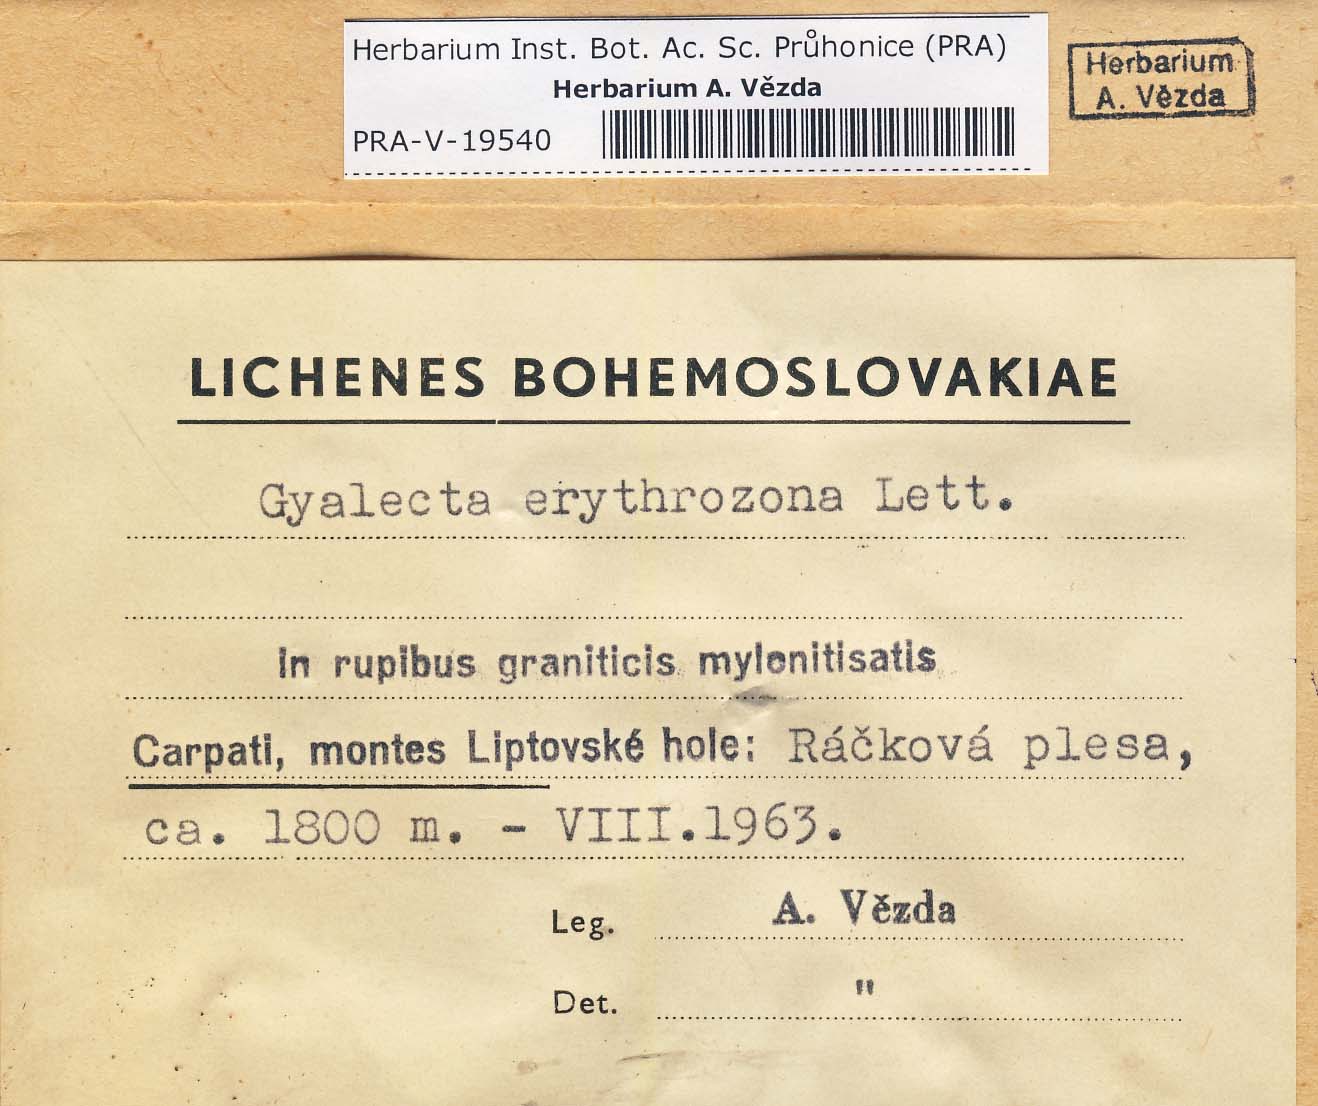 Herbarium Inst. Bot. Ac. Sc. Průhonice (PRA)
Herbarium A. Vězda
PRA-V-19540
Herbarium
A. Vězda
LICHENES BOHEMOSLOVAKIAE
Gyalecta erythrozona Lett.
in rupibus graniticis mylonitisatis
Carpati, montes Liptovské hole: Ráčková plesa,
ca. 1800 m. - VIII.1963.
Leg. A. Vězda
Det. "